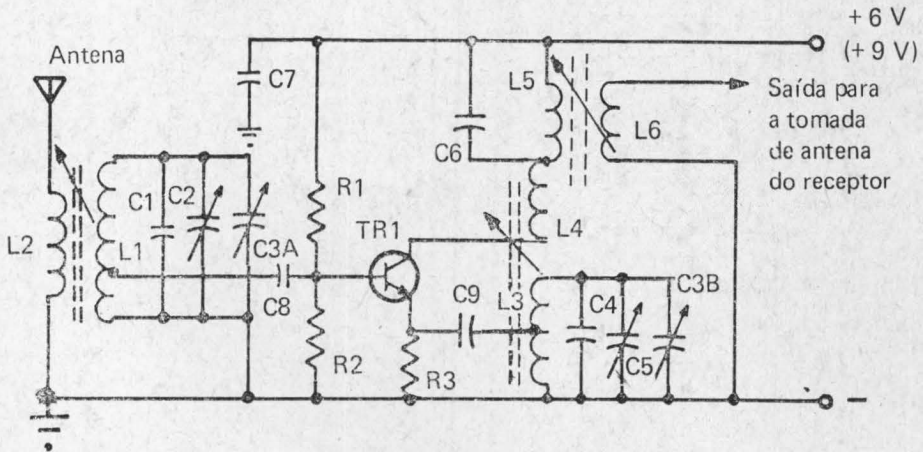 + 6 V
(+ 9 V)
Antena
C7
L5
L6
Saída para
a tomada
de antena
do receptor
C6
R1
C1
C2
TR1
L4
L2
L1
C3A
C3B
C8
C9
L3
C4
C5
R2
R3